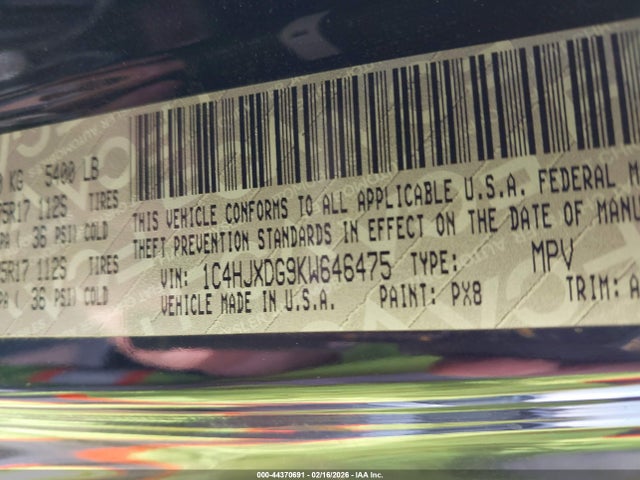 KG 5400 LB
5R17 112S TIRES
PA ( 36 PSI) COLD
5R17 112S TIRES
PA ( 36 PSI) COLD
THIS VEHICLE CONFORMS TO ALL APPLICABLE U.S.A. FEDERAL M
THEFT PREVENTION STANDARDS IN EFFECT ON THE DATE OF MANU
VIN: 1C4HJXDG9KW646475 TYPE: MPV
VEHICLE MADE IN U.S.A. PAINT: PX8 TRIM: A
000-44370691 - 02/16/2026 - IAA Inc.